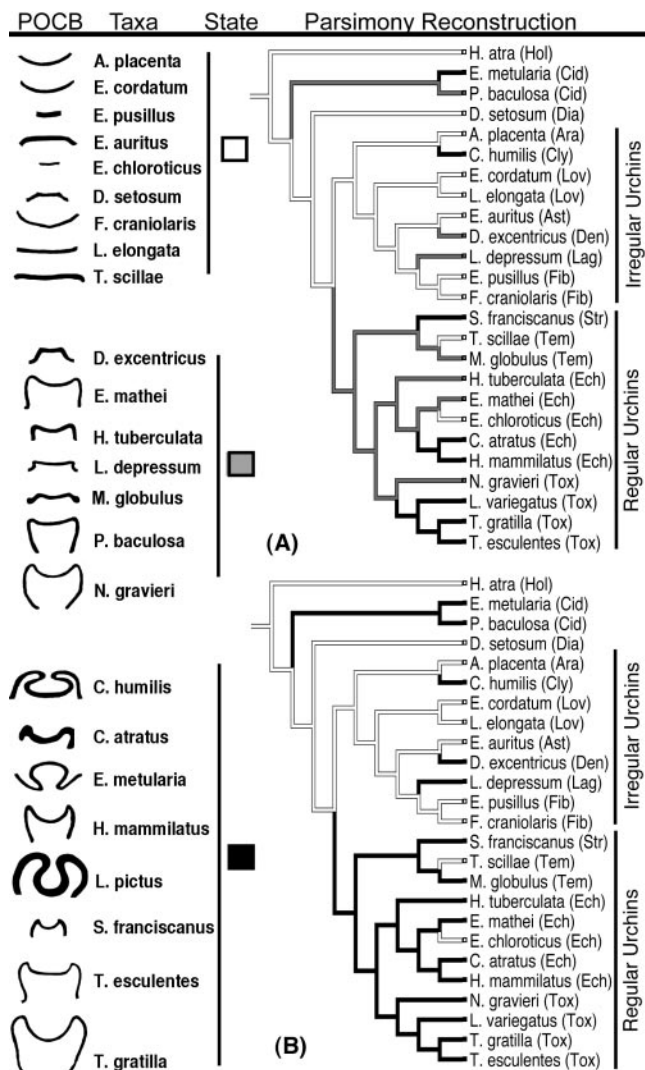 POCB Taxa State Parsimony Reconstruction
A. placenta
E. cordatum
E. pusillus
E. auritus
E. chloroticus
D. setosum
F. craniolaris
L. elongata
T. scillae
D. excentricus
E. mathei
H. tuberculata
L. depressum
M. globulus
P. baculosa
N. gravieri
C. humilis
C. atratus
E. metularia
H. mammilatus
L. pictus
S. franciscanus
T. esculentes
T. gratilla
H. atra (Hol)
E. metularia (Cid)
P. baculosa (Cid)
D. setosum (Dia)
A. placenta (Ara)
C. humilis (Cly)
E. cordatum (Lov)
L. elongata (Lov)
E. auritus (Ast)
D. excentricus (Den)
L. depressum (Lag)
E. pusillus (Fib)
F. craniolaris (Fib)
S. franciscanus (Str)
T. scillae (Tem)
M. globulus (Tem)
H. tuberculata (Ech)
E. mathei (Ech)
E. chloroticus (Ech)
C. atratus (Ech)
H. mammilatus (Ech)
N. gravieri (Tox)
L. variegatus (Tox)
T. gratilla (Tox)
T. esculentes (Tox)
Irregular Urchins
Regular Urchins
(A)
H. atra (Hol)
E. metularia (Cid)
P. baculosa (Cid)
D. setosum (Dia)
A. placenta (Ara)
C. humilis (Cly)
E. cordatum (Lov)
L. elongata (Lov)
E. auritus (Ast)
D. excentricus (Den)
L. depressum (Lag)
E. pusillus (Fib)
F. craniolaris (Fib)
S. franciscanus (Str)
T. scillae (Tem)
M. globulus (Tem)
H. tuberculata (Ech)
E. mathei (Ech)
E. chloroticus (Ech)
C. atratus (Ech)
H. mammilatus (Ech)
N. gravieri (Tox)
L. variegatus (Tox)
T. gratilla (Tox)
T. esculentes (Tox)
Irregular Urchins
Regular Urchins
(B)